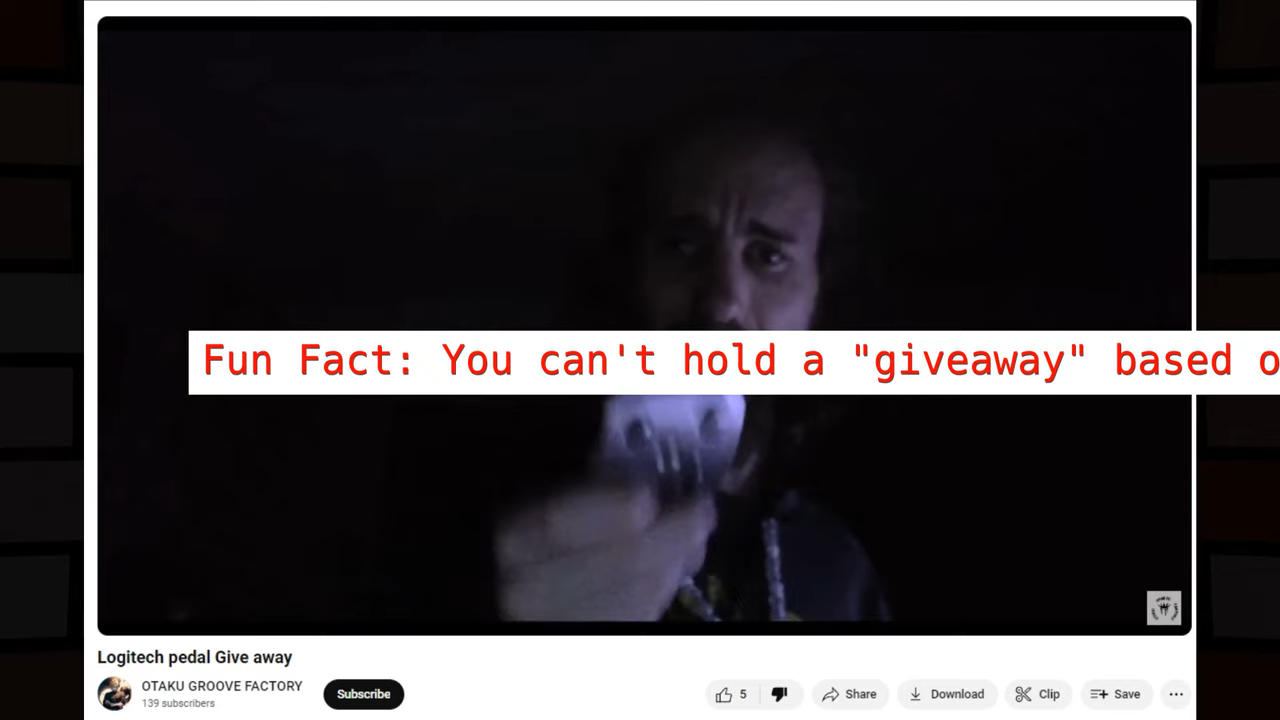 Fun Fact: You can't hold a "giveaway" based o
Logitech pedal Give away
OTAKU GROOVE FACTORY
139 subscribers
Subscribe
5
Share
Download
Clip
Save